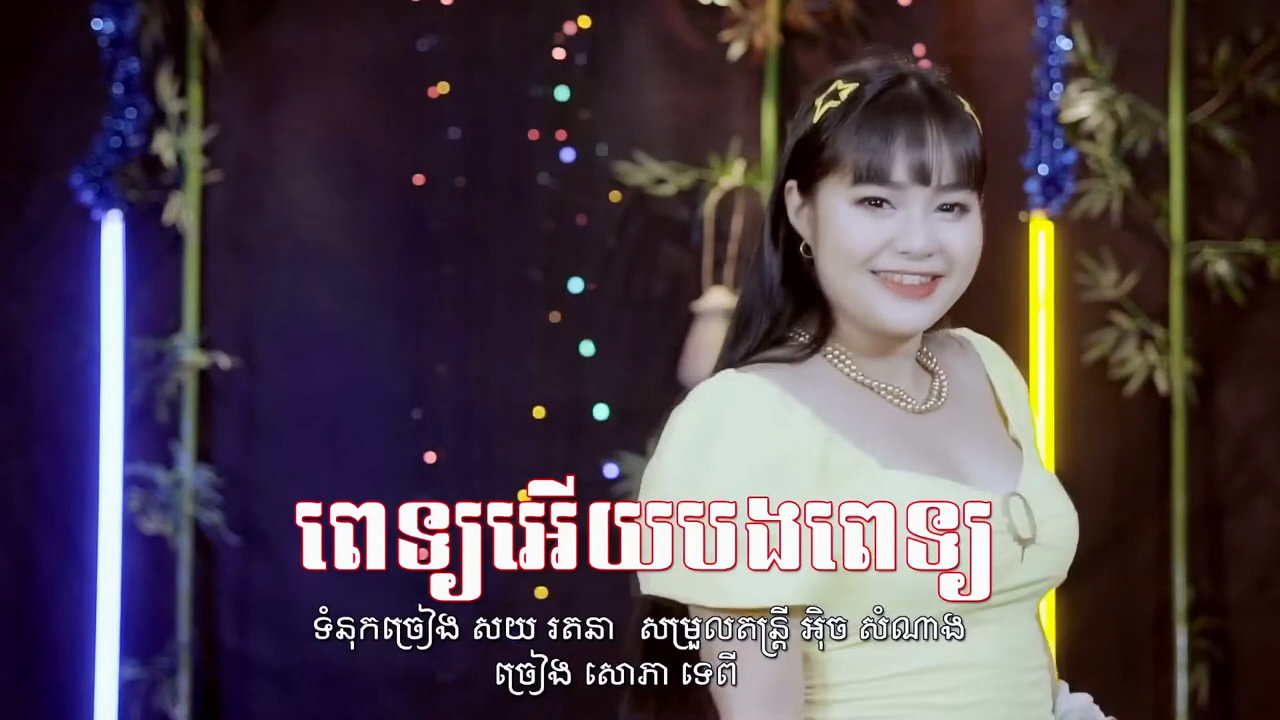 ពេទ្យអើយបងពេទ្យ
ទំនុកច្រៀង សយ រតនា សម្រួលតន្ត្រី អ៊ិច សំណាង
ច្រៀង សោភា ទេពី